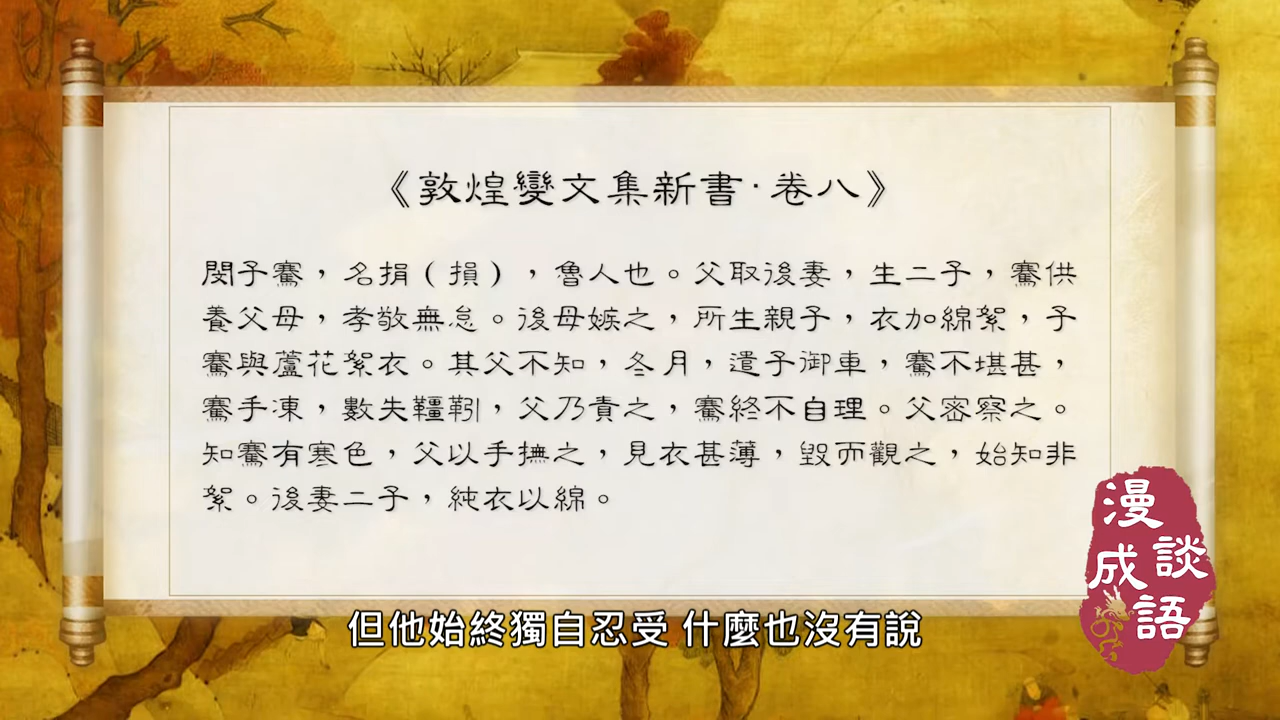 《敦煌變文集新書·卷八》
閔子騫，名捐（損），魯人也。父取後妻，生二子，騫供
養父母，孝敬無怠。後母嫉之，所生親子，衣加綿絮，子
騫與蘆花絮衣。其父不知，冬月，遣子御車，騫不堪甚，
騫手凍，數失韁靷，父乃責之，騫終不自理。父密察之。
知騫有寒色，父以手撫之，見衣甚薄，毀而觀之，始知非
絮。後妻二子，純衣以綿。
漫談
成語
但他始終獨自忍受 什麼也沒有說